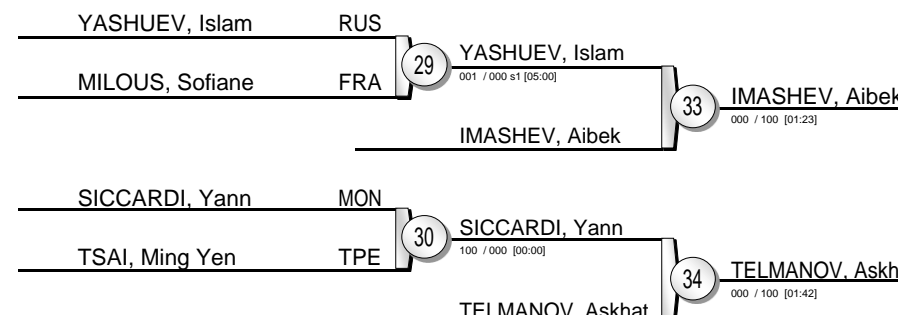 YASHUEV, Islam RUS
29
YASHUEV, Islam
001 / 000 s1 [05:00]
MILOUS, Sofiane FRA
33
IMASHEV, Aibek
000 / 100 [01:23]
IMASHEV, Aibek
SICCARDI, Yann MON
30
SICCARDI, Yann
100 / 000 [00:00]
TSAI, Ming Yen TPE
34
TELMANOV, Askh
000 / 100 [01:42]
TELMANOV, Askhat